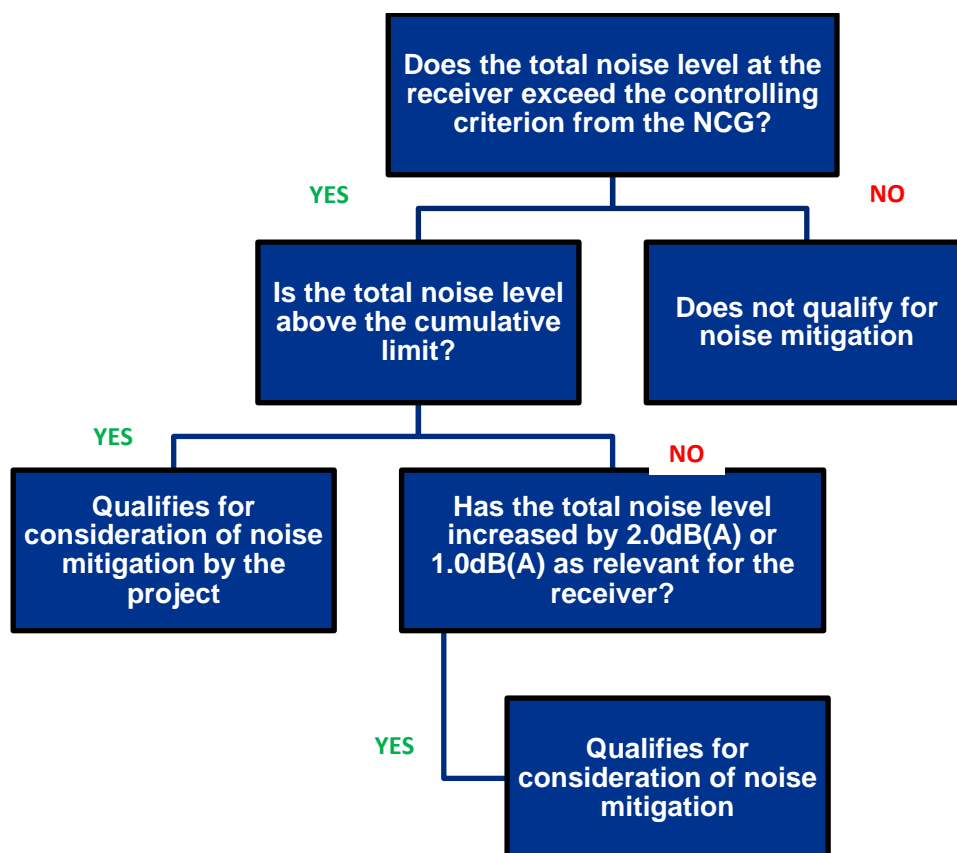 Does the total noise level at the
receiver exceed the controlling
criterion from the NCG?
YES
NO
Is the total noise level
above the cumulative
limit?
Does not qualify for
noise mitigation
YES
NO
Qualifies for
consideration of noise
mitigation by the
project
Has the total noise level
increased by 2.0dB(A) or
1.0dB(A) as relevant for the
receiver?
YES
Qualifies for
consideration of noise
mitigation